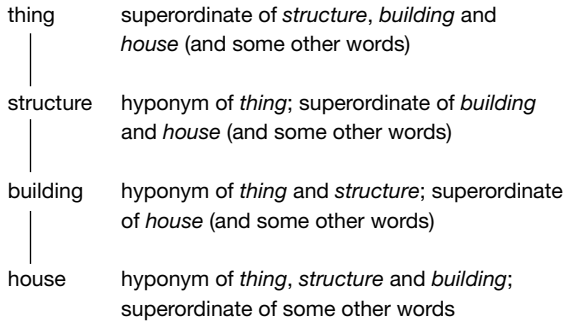 thing superordinate of structure, building and
house (and some other words)
structure hyponym of thing; superordinate of building
and house (and some other words)
building hyponym of thing and structure; superordinate
of house (and some other words)
house hyponym of thing, structure and building;
superordinate of some other words